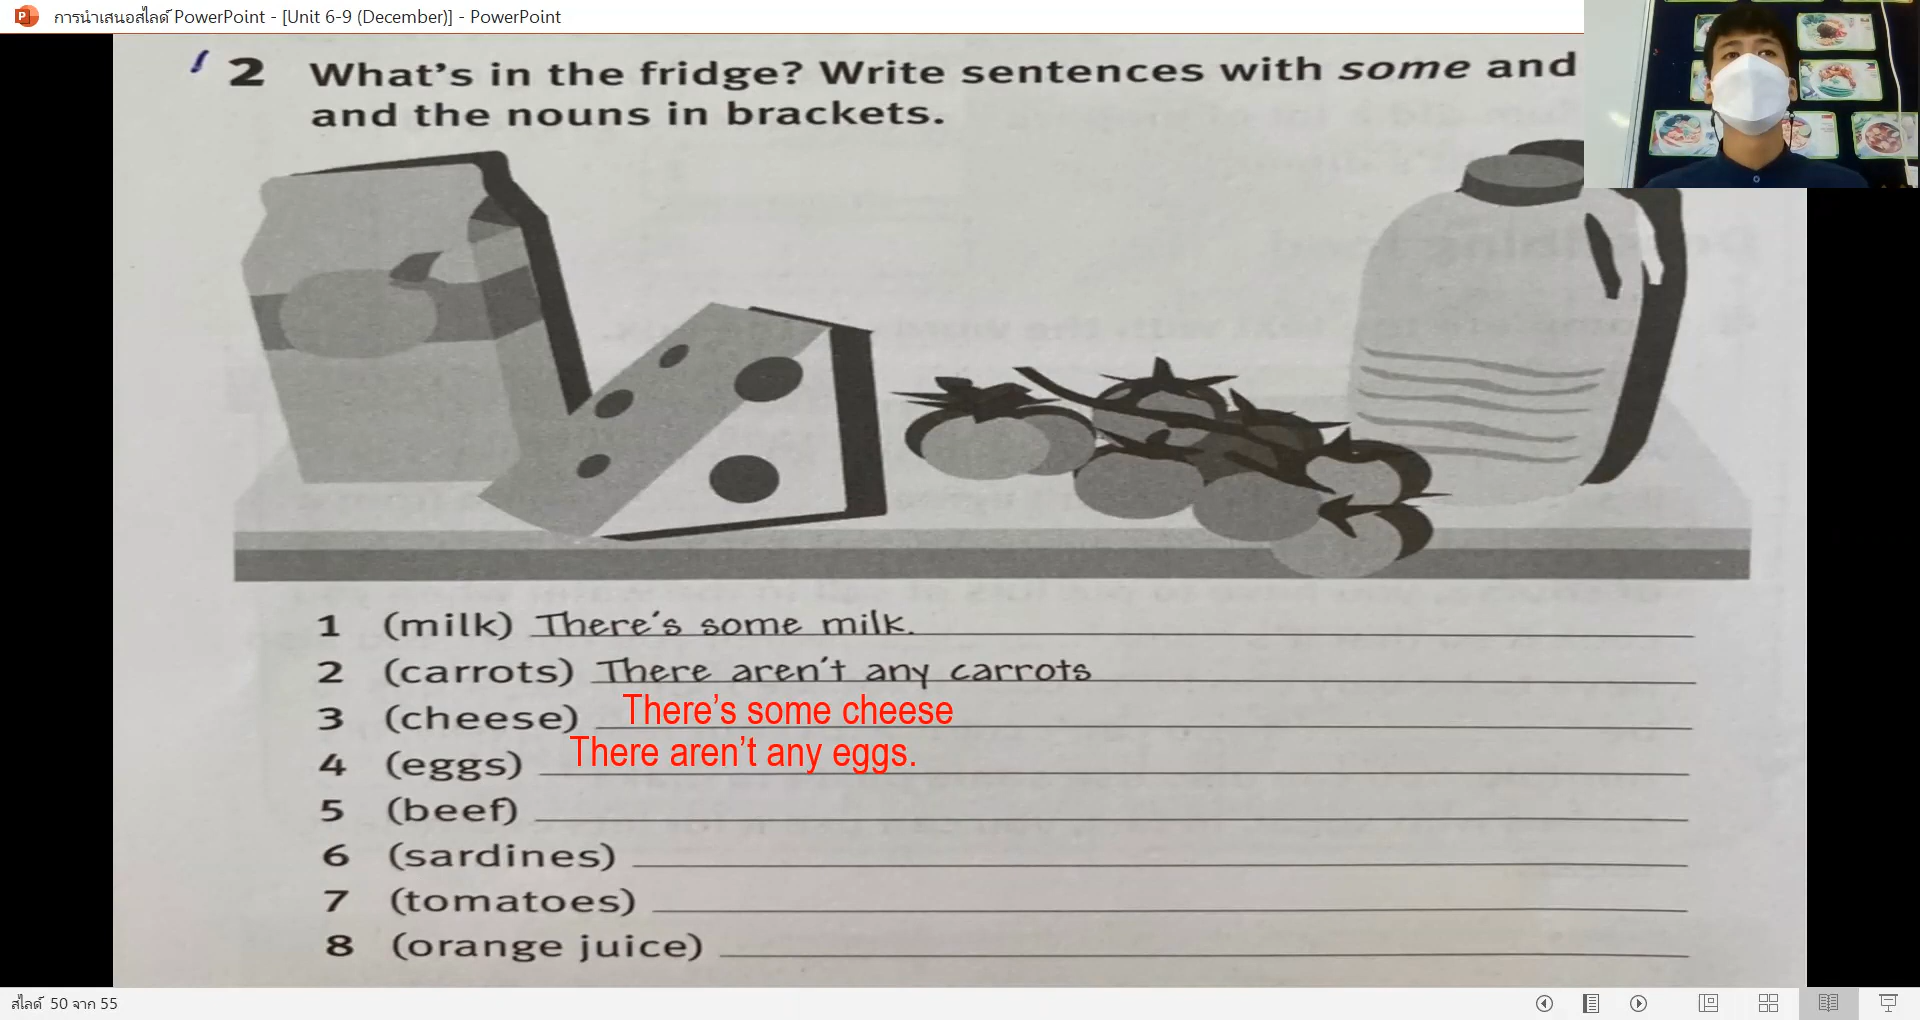 การนำเสนอสไลด์ PowerPoint - [Unit 6-9 (December)] - PowerPoint
2 What's in the fridge? Write sentences with some and
and the nouns in brackets.
1 (milk) There's some milk.
2 (carrots) There aren't any carrots
3 (cheese) There's some cheese
4 (eggs) There aren't any eggs.
5 (beef)
6 (sardines)
7 (tomatoes)
8 (orange juice)
สไลด์ 50 จาก 55